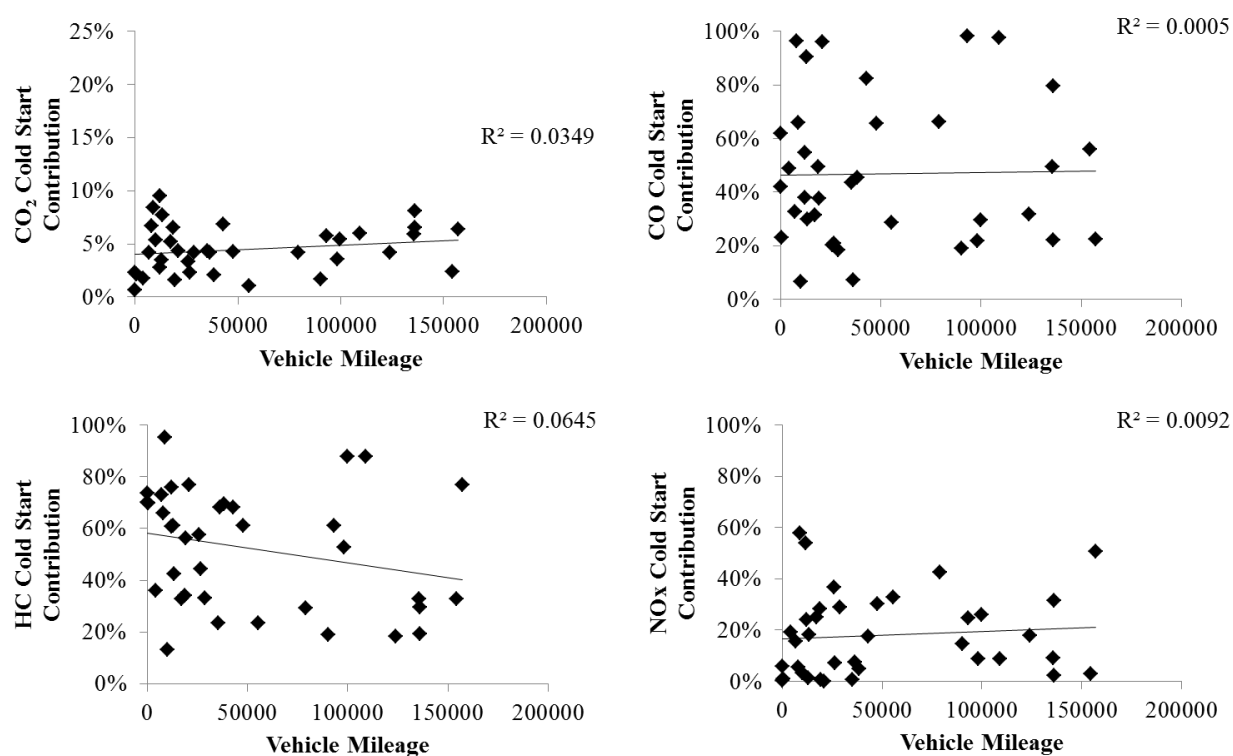 25%
20%
15%
10%
5%
0%
CO₂ Cold Start
Contribution
R² = 0.0349
0 50000 100000 150000 200000
Vehicle Mileage
100%
80%
60%
40%
20%
0%
CO Cold Start
Contribution
R² = 0.0005
0 50000 100000 150000 200000
Vehicle Mileage
100%
80%
60%
40%
20%
0%
HC Cold Start
Contribution
R² = 0.0645
0 50000 100000 150000 200000
Vehicle Mileage
100%
80%
60%
40%
20%
0%
NOx Cold Start
Contribution
R² = 0.0092
0 50000 100000 150000 200000
Vehicle Mileage